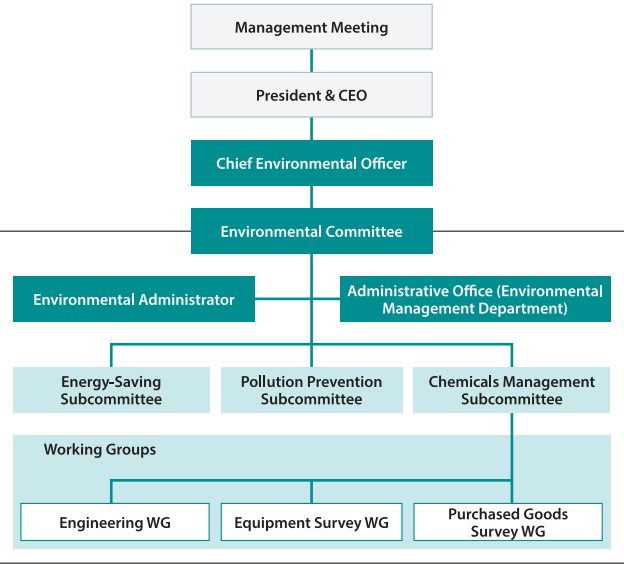 Management Meeting
President & CEO
Chief Environmental Officer
Environmental Committee
Environmental Administrator
Administrative Office (Environmental
Management Department)
Energy-Saving
Subcommittee
Pollution Prevention
Subcommittee
Chemicals Management
Subcommittee
Working Groups
Engineering WG
Equipment Survey WG
Purchased Goods
Survey WG